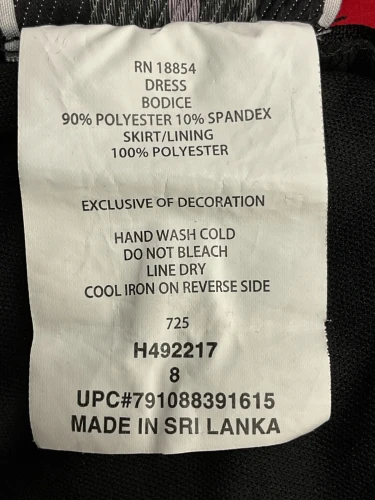 RN 18854
DRESS
BODICE
90% POLYESTER 10% SPANDEX
SKIRT/LINING
100% POLYESTER
EXCLUSIVE OF DECORATION
HAND WASH COLD
DO NOT BLEACH
LINE DRY
COOL IRON ON REVERSE SIDE
725
H492217
8
UPC#791088391615
MADE IN SRI LANKA